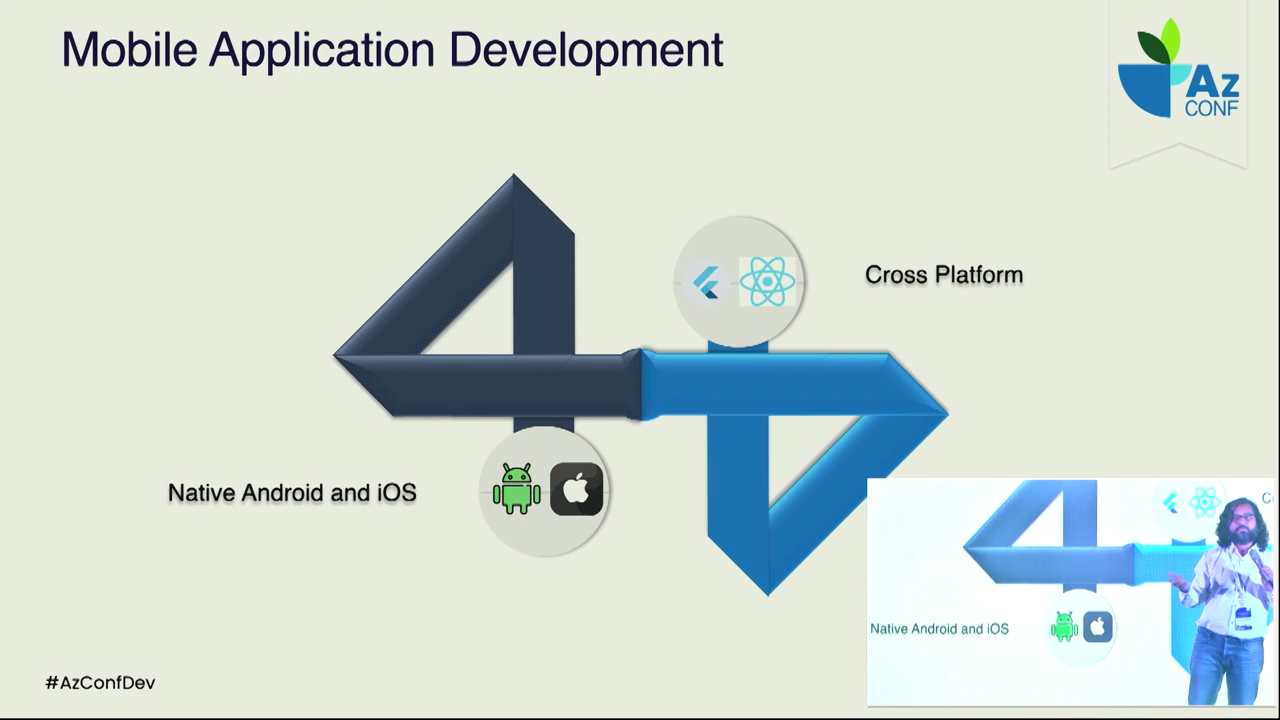 Mobile Application Development
Az
CONF
Cross Platform
Native Android and iOS
Native Android and iOS
#AzConfDev